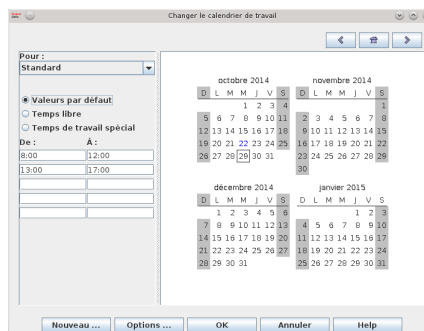 Changer le calendrier de travail
Pour :
Standard
Valeurs par défaut
Temps libre
Temps de travail spécial
De : À :
8:00 12:00
13:00 17:00
octobre 2014 novembre 2014
D L M M J V S D L M M J V S
1 2 3 4 1
5 6 7 8 9 10 11 2 3 4 5 6 7 8
12 13 14 15 16 17 18 9 10 11 12 13 14 15
19 20 21 22 23 24 25 16 17 18 19 20 21 22
26 27 28 29 30 31 23 24 25 26 27 28 29
30
décembre 2014 janvier 2015
D L M M J V S D L M M J V S
1 2 3 4 5 6 1 2 3
7 8 9 10 11 12 13 4 5 6 7 8 9 10
14 15 16 17 18 19 20 11 12 13 14 15 16 17
21 22 23 24 25 26 27 18 19 20 21 22 23 24
28 29 30 31 25 26 27 28 29 30 31
Nouveau ... Options ... OK Annuler Help